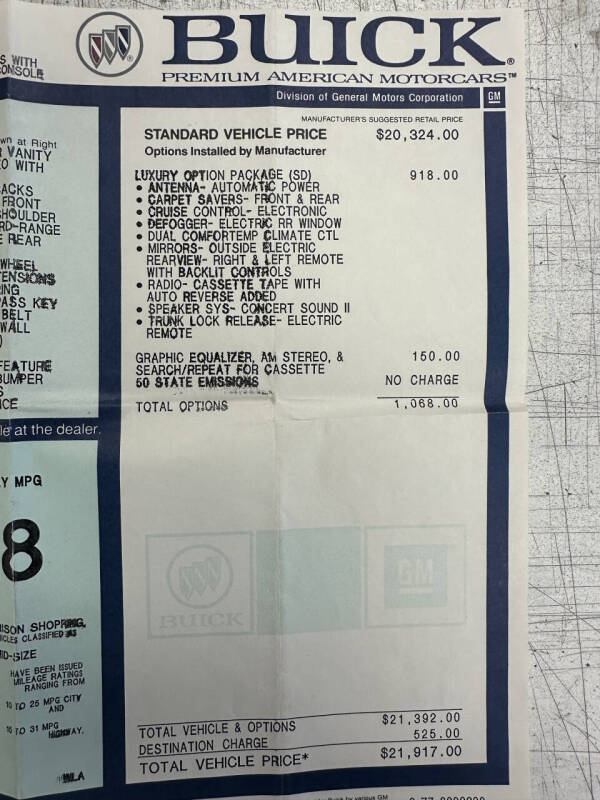 BUICK®
PREMIUM AMERICAN MOTORCARS™
Division of General Motors Corporation GM
S WITH
ONSOLE
wn at Right
R VANITY
O WITH
ACKS
FRONT
SHOULDER
RD-RANGE
E REAR
WHEEL
TENSIONS
RING
PASS KEY
BELT
WALL
)
FEATURE
BUMPER
S
ICE
le at the dealer.
Y MPG
8
ISON SHOPPING,
ICLES CLASSIFIED AS
MID-SIZE
HAVE BEEN ISSUED
MILEAGE RATINGS
RANGING FROM
TO 25 MPG CITY
AND
TO 31 MPG HIGHWAY.
MANUFACTURER'S SUGGESTED RETAIL PRICE
STANDARD VEHICLE PRICE $20,324.00
Options Installed by Manufacturer
LUXURY OPTION PACKAGE (SD) 918.00
• ANTENNA- AUTOMATIC POWER
• CARPET SAVERS- FRONT & REAR
• CRUISE CONTROL- ELECTRONIC
• DEFOGGER- ELECTRIC RR WINDOW
• DUAL COMFORTEMP CLIMATE CTL
• MIRRORS- OUTSIDE ELECTRIC
REARVIEW- RIGHT & LEFT REMOTE
WITH BACKLIT CONTROLS
• RADIO- CASSETTE TAPE WITH
AUTO REVERSE ADDED
• SPEAKER SYS- CONCERT SOUND II
• TRUNK LOCK RELEASE- ELECTRIC
REMOTE
GRAPHIC EQUALIZER, AM STEREO, & 150.00
SEARCH/REPEAT FOR CASSETTE
50 STATE EMISSIONS NO CHARGE
TOTAL OPTIONS 1,068.00
BUICK GM
TOTAL VEHICLE & OPTIONS $21,392.00
DESTINATION CHARGE 525.00
TOTAL VEHICLE PRICE* $21,917.00